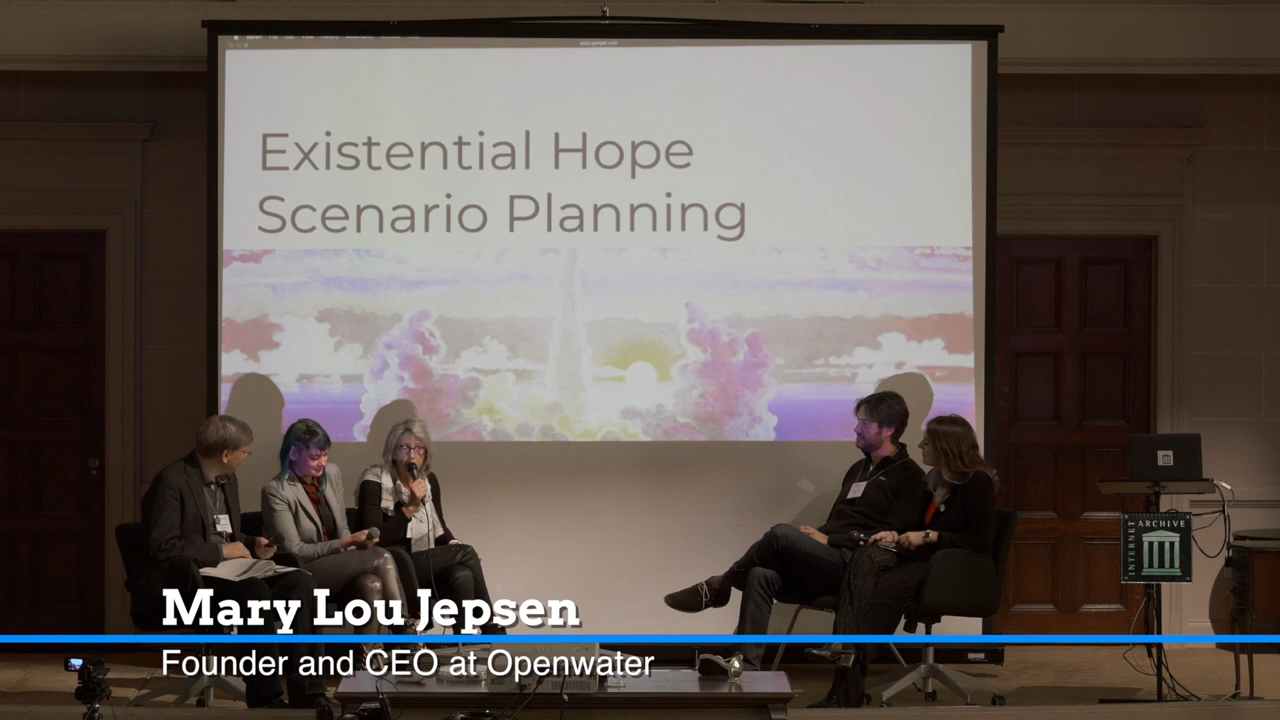 Existential Hope
Scenario Planning
INTERNET
ARCHIVE
Mary Lou Jepsen
Founder and CEO at Openwater